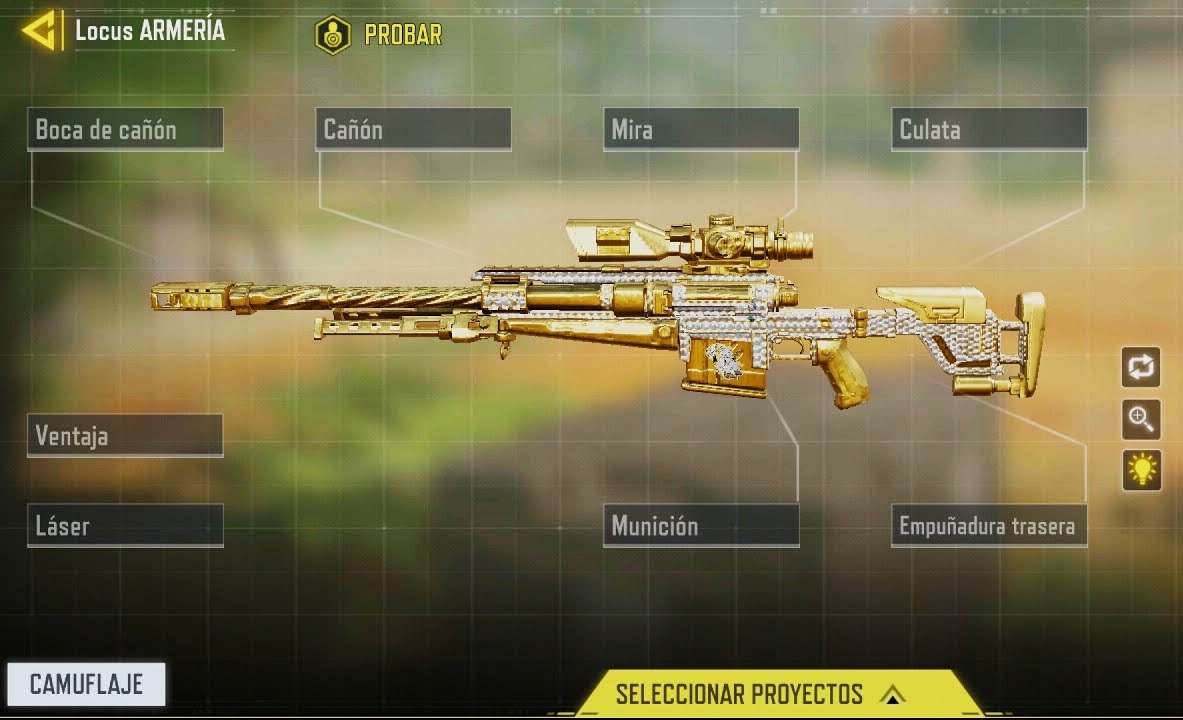 Locus ARMERÍA
PROBAR
Boca de cañón
Cañón
Mira
Culata
Ventaja
Láser
Munición
Empuñadura trasera
CAMUFLAJE
SELECCIONAR PROYECTOS